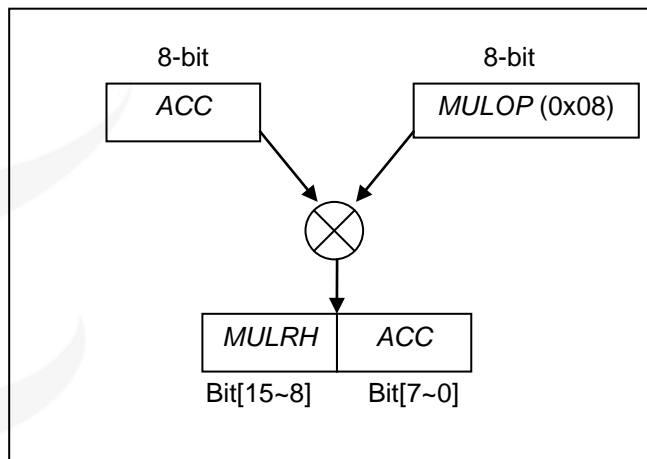 8-bit 8-bit
ACC MULOP (0x08)
MULRH ACC
Bit[15~8] Bit[7~0]